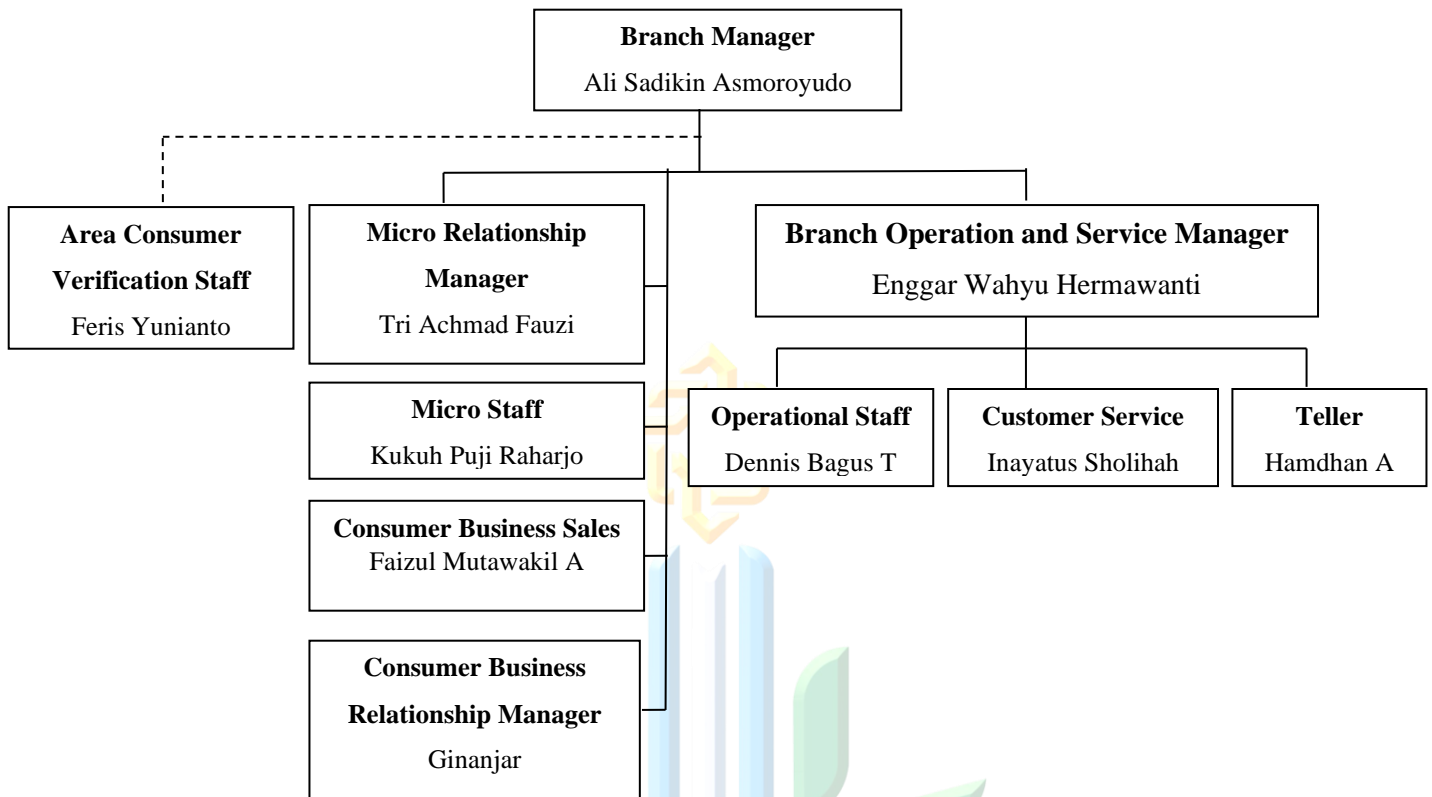 Branch Manager
Ali Sadikin Asmoroyudo
Area Consumer
Verification Staff
Feris Yunianto
Micro Relationship
Manager
Tri Achmad Fauzi
Branch Operation and Service Manager
Enggar Wahyu Hermawanti
Micro Staff
Kukuh Puji Raharjo
Operational Staff
Dennis Bagus T
Customer Service
Inayatus Sholihah
Teller
Hamdhan A
Consumer Business Sales
Faizul Mutawakil A
Consumer Business
Relationship Manager
Ginanjar